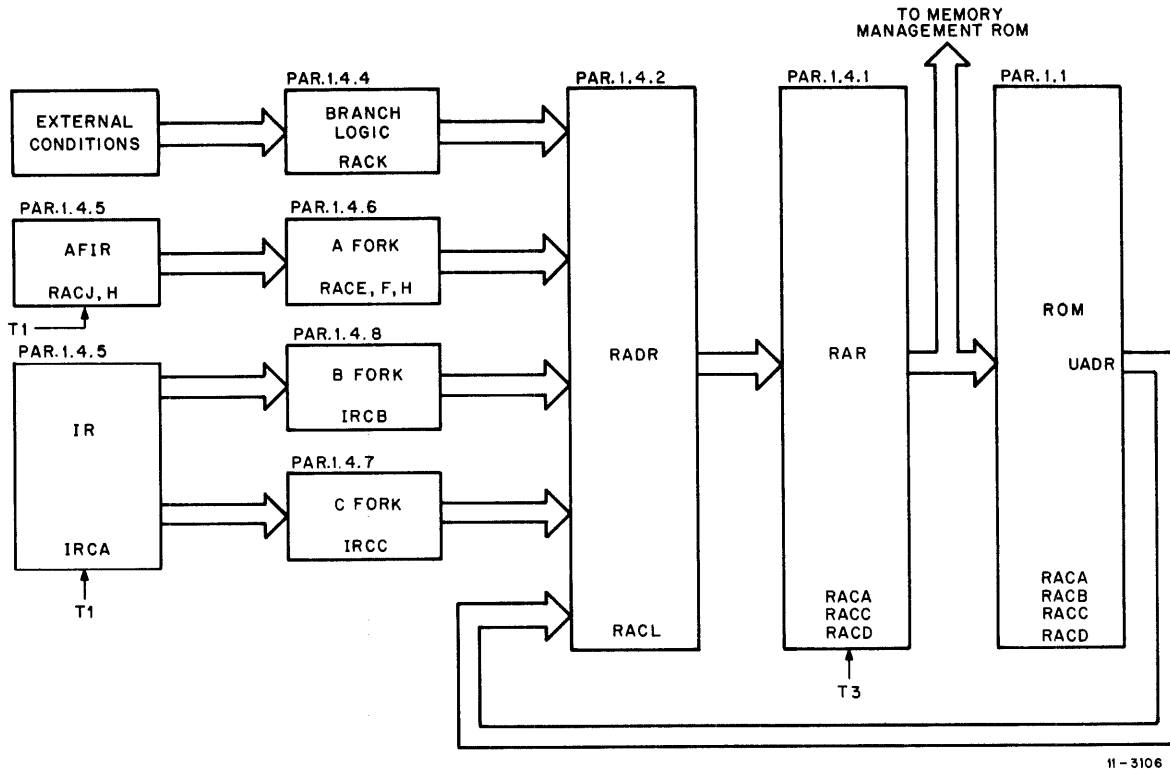 TO MEMORY
MANAGEMENT ROM
EXTERNAL
CONDITIONS
PAR.1.4.4
BRANCH
LOGIC
RACK
PAR.1.4.5
AFIR
RACJ, H
T1
PAR.1.4.6
A FORK
RACE, F, H
PAR.1.4.5
IR
IRCA
T1
PAR.1.4.8
B FORK
IRCB
PAR.1.4.7
C FORK
IRCC
PAR.1.4.2
RADR
RACL
PAR.1.4.1
RAR
RACA
RACC
RACD
T3
PAR.1.1
ROM
UADR
RACA
RACB
RACC
RACD
11-3106